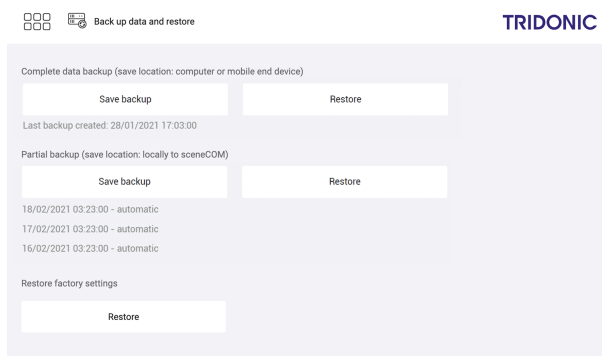 Back up data and restore
TRIDONIC
Complete data backup (save location: computer or mobile end device)
Save backup
Restore
Last backup created: 28/01/2021 17:03:00
Partial backup (save location: locally to sceneCOM)
Save backup
Restore
18/02/2021 03:23:00 - automatic
17/02/2021 03:23:00 - automatic
16/02/2021 03:23:00 - automatic
Restore factory settings
Restore